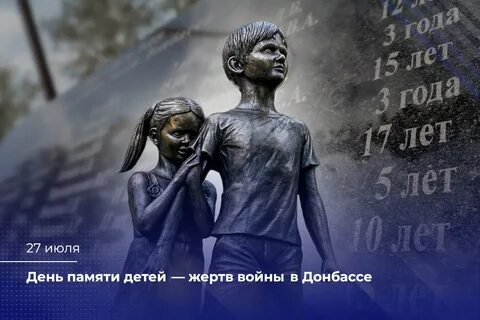 12 лет
3 года
15 лет
3 года
17 лет
5 лет
10 лет
27 июля
День памяти детей — жертв войны в Донбассе